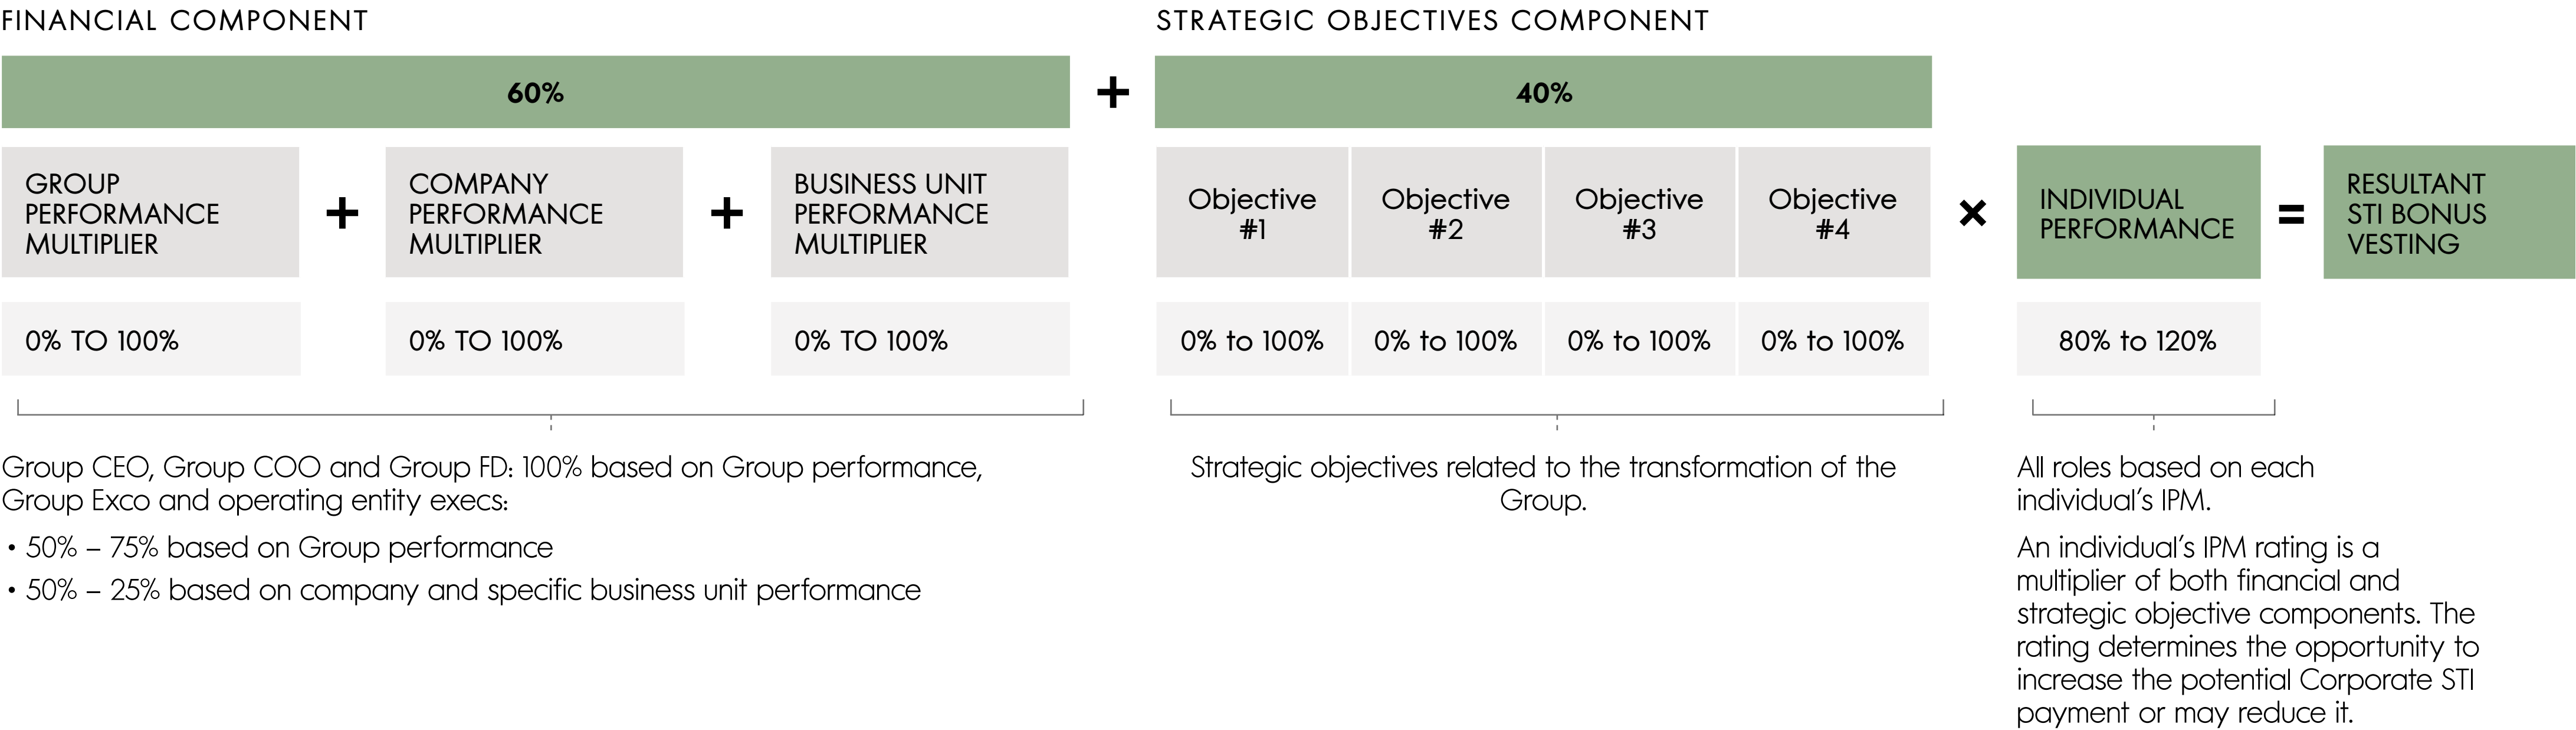 FINANCIAL COMPONENT
STRATEGIC OBJECTIVES COMPONENT
60%
+
40%
GROUP
PERFORMANCE
MULTIPLIER
+
COMPANY
PERFORMANCE
MULTIPLIER
+
BUSINESS UNIT
PERFORMANCE
MULTIPLIER
Objective
#1
Objective
#2
Objective
#3
Objective
#4
×
INDIVIDUAL
PERFORMANCE
=
RESULTANT
STI BONUS
VESTING
0% TO 100%
0% TO 100%
0% TO 100%
0% to 100%
0% to 100%
0% to 100%
0% to 100%
80% to 120%
Group CEO, Group COO and Group FD: 100% based on Group performance,
Group Exco and operating entity execs:
• 50% – 75% based on Group performance
• 50% – 25% based on company and specific business unit performance
Strategic objectives related to the transformation of the
Group.
All roles based on each
individual’s IPM.
An individual’s IPM rating is a
multiplier of both financial and
strategic objective components. The
rating determines the opportunity to
increase the potential Corporate STI
payment or may reduce it.